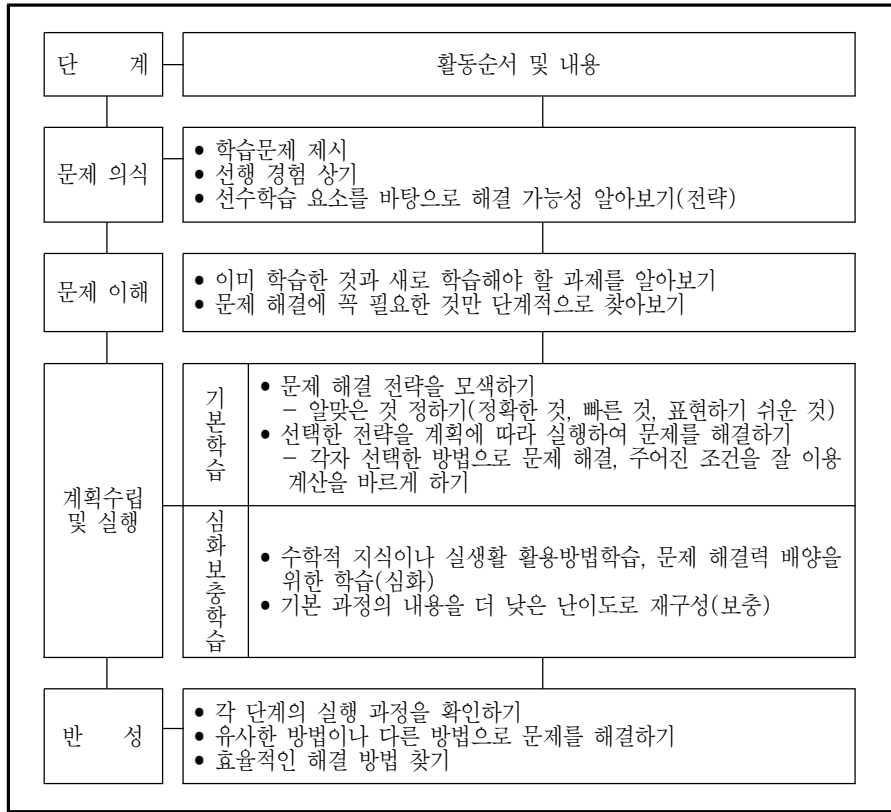 단 계
활동순서 및 내용
문제 의식
• 학습문제 제시
• 선행 경험 상기
• 선수학습 요소를 바탕으로 해결 가능성 알아보기(전략)
문제 이해
• 이미 학습한 것과 새로 학습해야 할 과제를 알아보기
• 문제 해결에 꼭 필요한 것만 단계적으로 찾아보기
계획수립
및 실행
기본학습
• 문제 해결 전략을 모색하기
- 알맞은 것 정하기(정확한 것, 빠른 것, 표현하기 쉬운 것)
• 선택한 전략을 계획에 따라 실행하여 문제를 해결하기
- 각자 선택한 방법으로 문제 해결, 주어진 조건을 잘 이용
계산을 바르게 하기
심화보충학습
• 수학적 지식이나 실생활 활용방법학습, 문제 해결력 배양을
위한 학습(심화)
• 기본 과정의 내용을 더 낮은 난이도로 재구성(보충)
반 성
• 각 단계의 실행 과정을 확인하기
• 유사한 방법이나 다른 방법으로 문제를 해결하기
• 효율적인 해결 방법 찾기